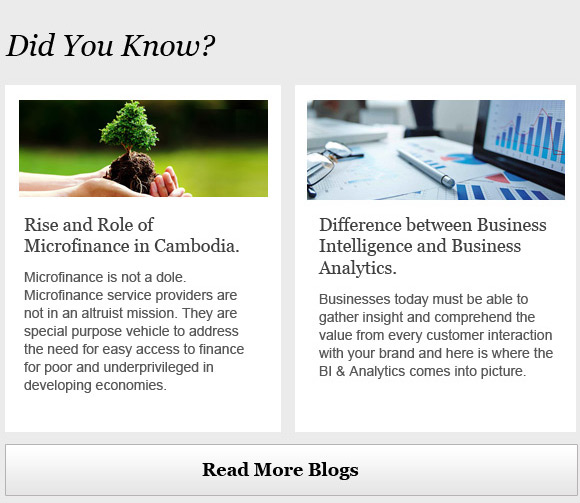 Did You Know?
Rise and Role of
Microfinance in Cambodia.
Microfinance is not a dole.
Microfinance service providers are
not in an altruist mission. They are
special purpose vehicle to address
the need for easy access to finance
for poor and underprivileged in
developing economies.
Difference between Business
Intelligence and Business
Analytics.
Businesses today must be able to
gather insight and comprehend the
value from every customer interaction
with your brand and here is where the
BI & Analytics comes into picture.
Read More Blogs